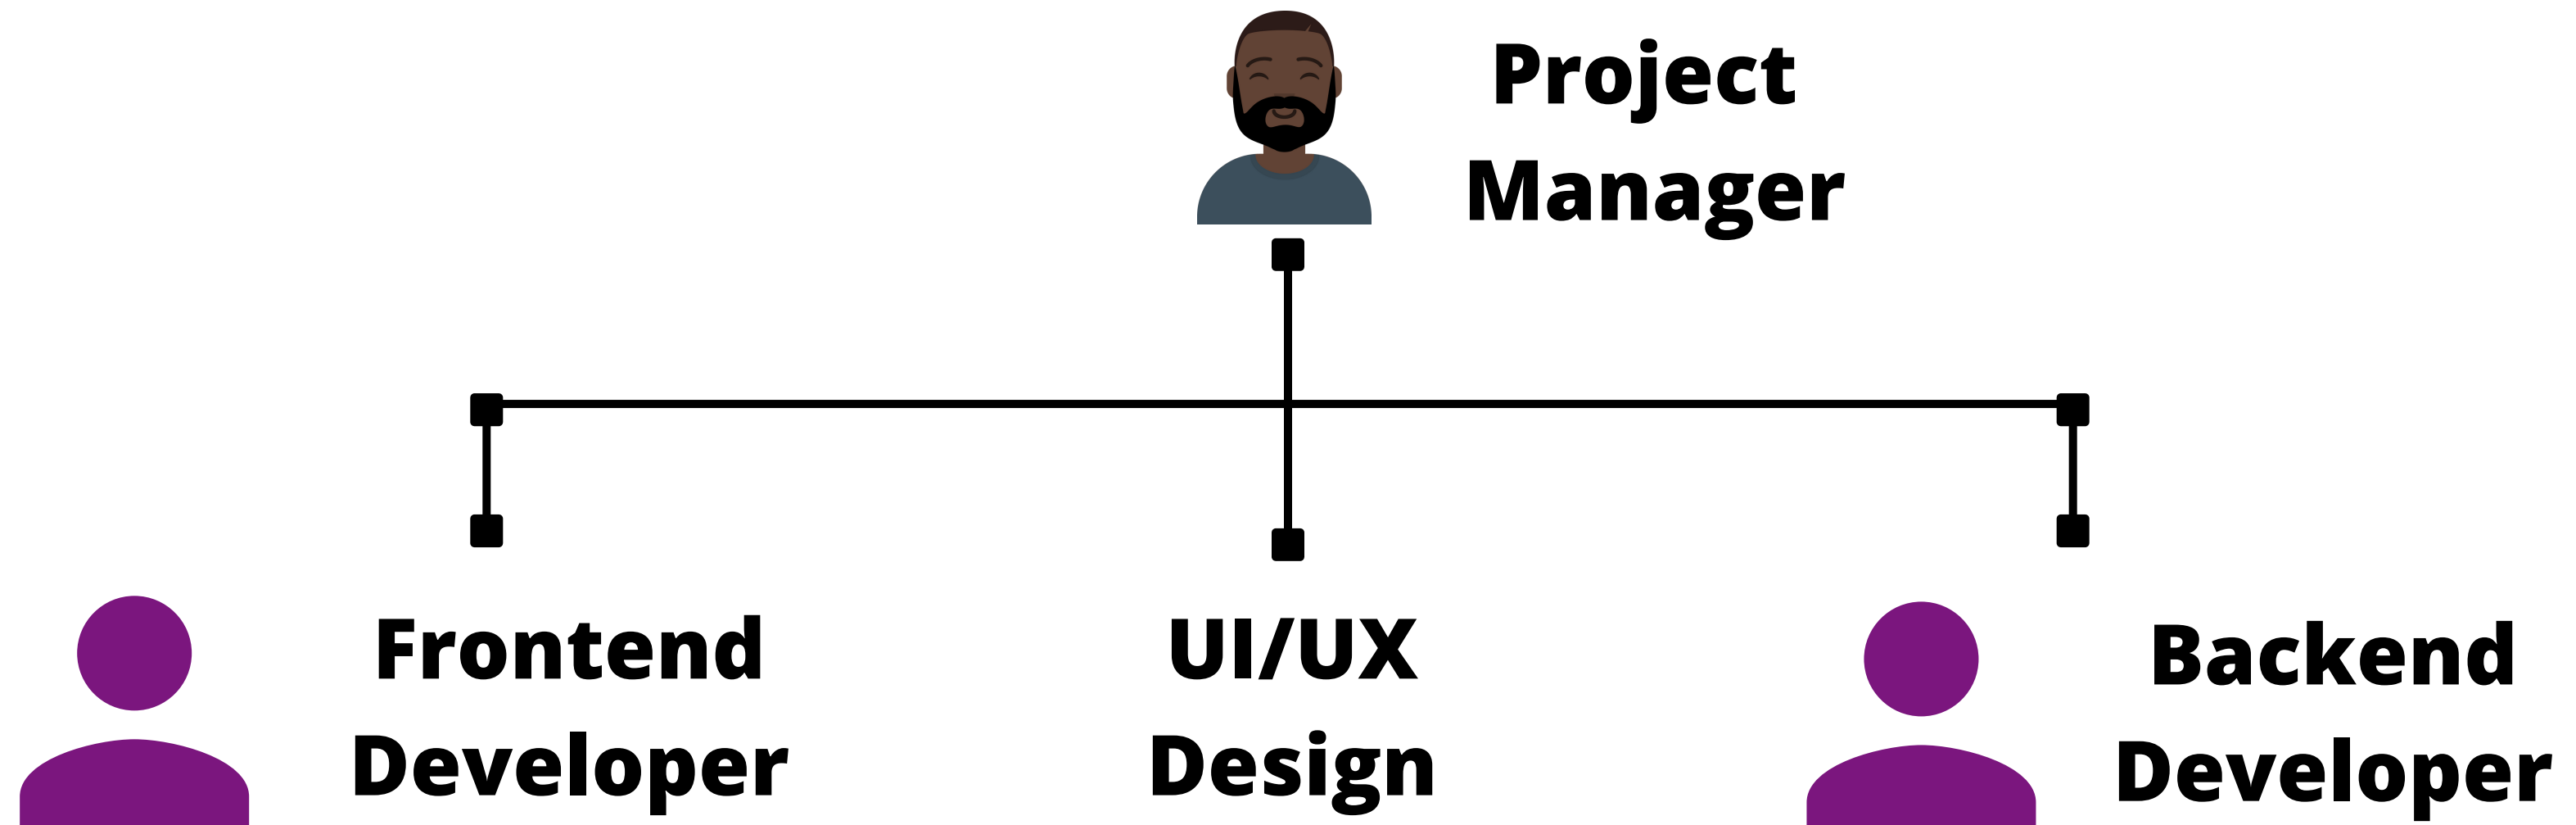 Project
Manager
Frontend
Developer
UI/UX
Design
Backend
Developer